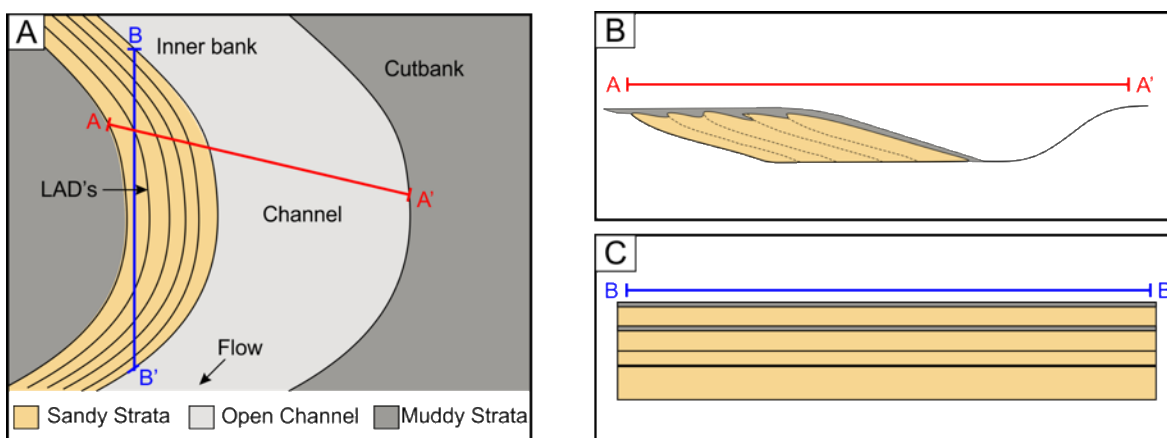 A
B
Inner bank
Cutbank
A
LAD's
A'
Channel
Flow
B'
Sandy Strata
Open Channel
Muddy Strata
B
A
A'
C
B
B